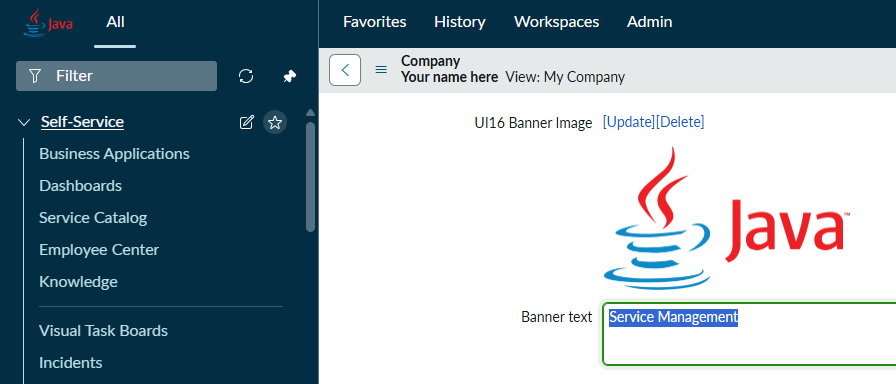 Java
All
Favorites
History
Workspaces
Admin
Filter
Company
Your name here View: My Company
Self-Service
Business Applications
Dashboards
Service Catalog
Employee Center
Knowledge
Visual Task Boards
Incidents
UI16 Banner Image [Update][Delete]
Java™
Banner text
Service Management